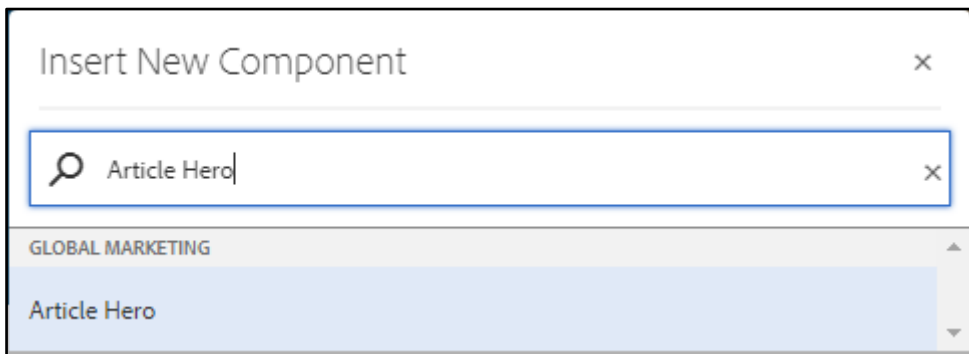 Insert New Component
Article Hero
GLOBAL MARKETING
Article Hero